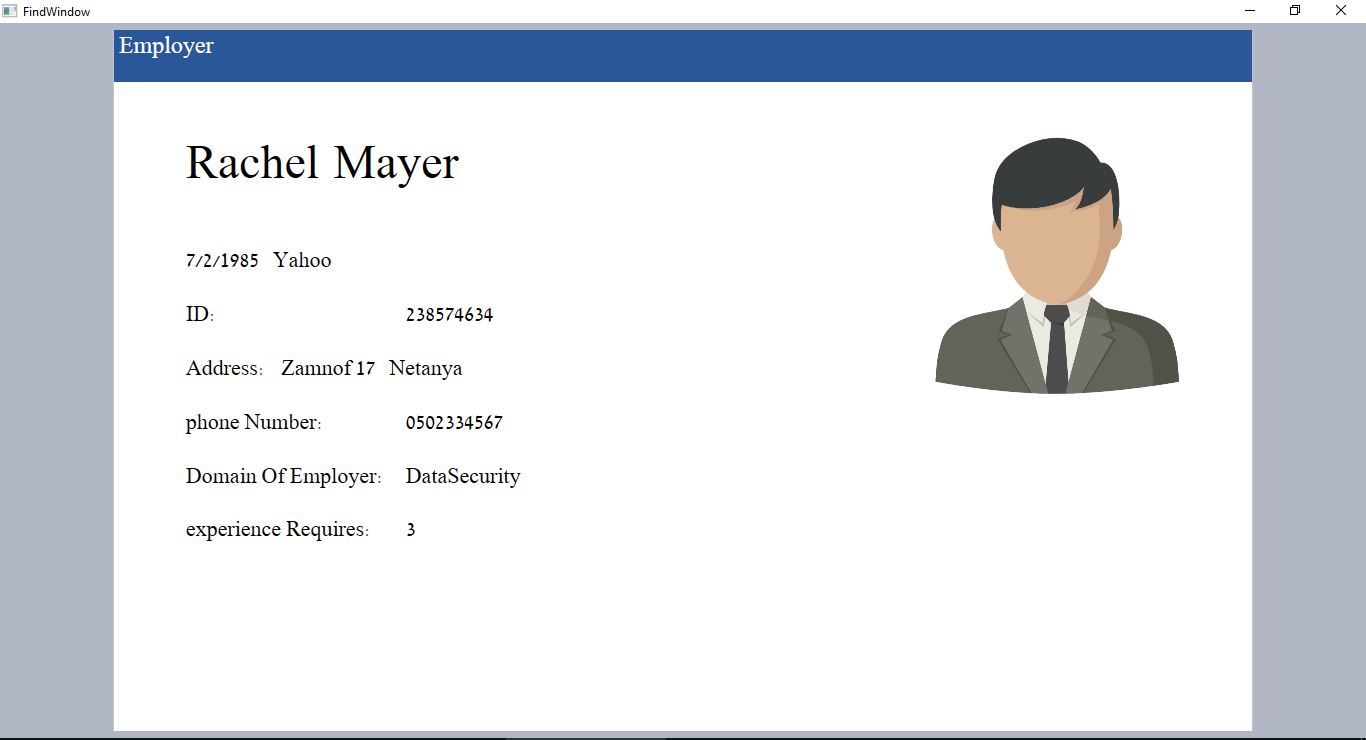 FindWindow
Employer
Rachel Mayer
7/2/1985 Yahoo
ID: 238574634
Address: Zamnof 17 Netanya
phone Number: 0502334567
Domain Of Employer: DataSecurity
experience Requires: 3